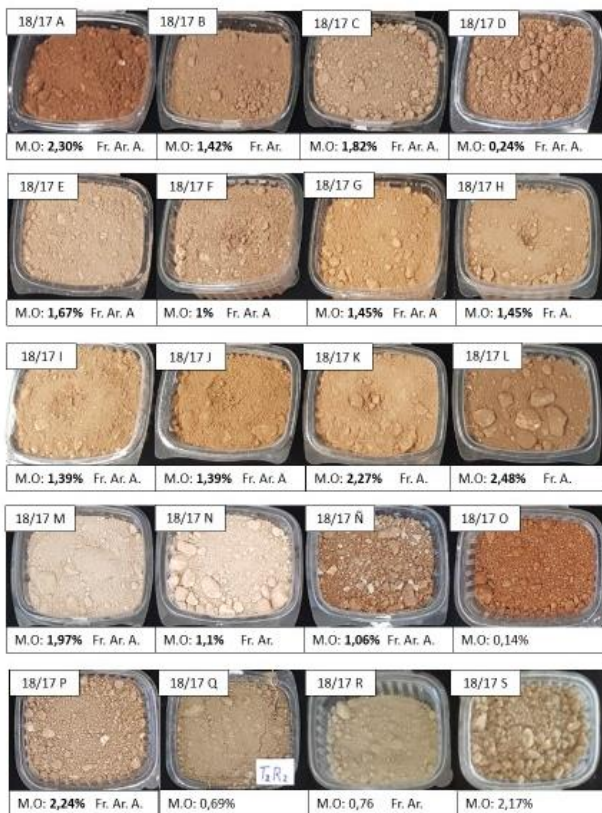 18/17 A 18/17 B 18/17 C 18/17 D
M.O: 2,30% Fr. Ar. A. M.O: 1,42% Fr. Ar. M.O: 1,82% Fr. Ar. A. M.O: 0,24% Fr. Ar. A.
18/17 E 18/17 F 18/17 G 18/17 H
M.O: 1,67% Fr. Ar. A M.O: 1% Fr. Ar. A M.O: 1,45% Fr. Ar. A M.O: 1,45% Fr. A.
18/17 I 18/17 J 18/17 K 18/17 L
M.O: 1,39% Fr. Ar. A. M.O: 1,39% Fr. Ar. A M.O: 2,27% Fr. A. M.O: 2,48% Fr. A.
18/17 M 18/17 N 18/17 Ñ 18/17 O
M.O: 1,97% Fr. Ar. A. M.O: 1,1% Fr. Ar. M.O: 1,06% Fr. Ar. A. M.O: 0,14%
18/17 P 18/17 Q 18/17 R 18/17 S
T2R2
M.O: 2,24% Fr. Ar. A. M.O: 0,69% M.O: 0,76 Fr. Ar. M.O: 2,17%